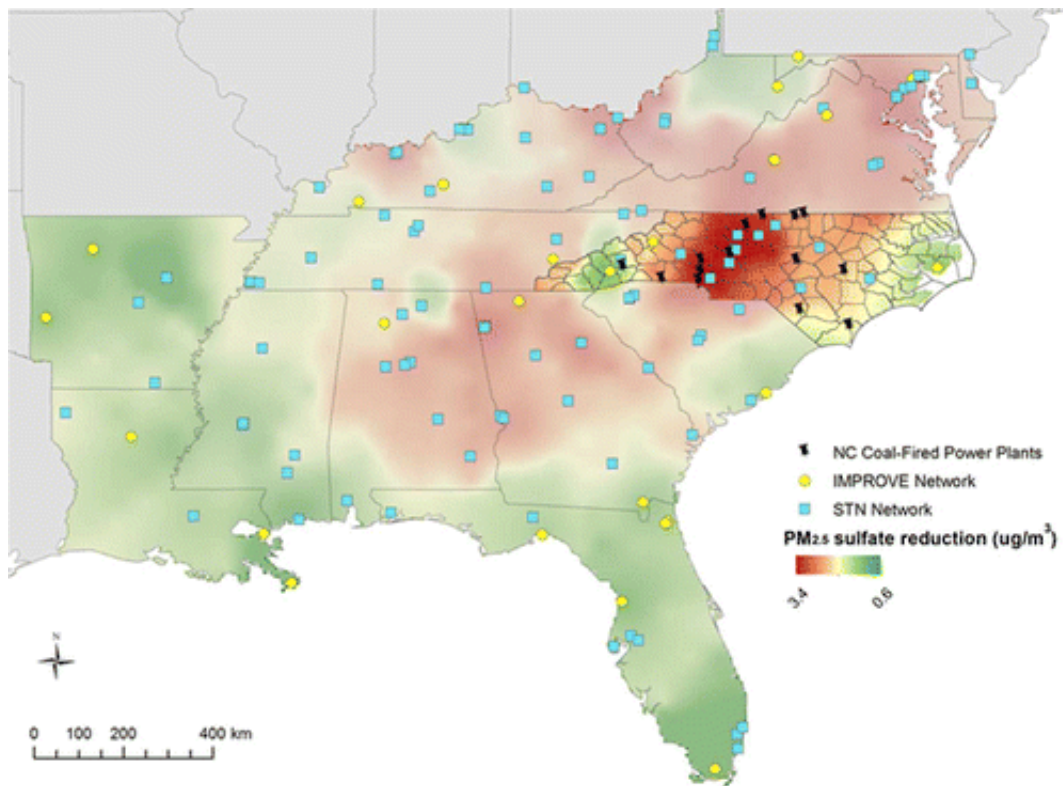 NC Coal-Fired Power Plants
IMPROVE Network
STN Network
PM2.5 sulfate reduction (ug/m³)
3.4 0.6
N
0 100 200 400 km